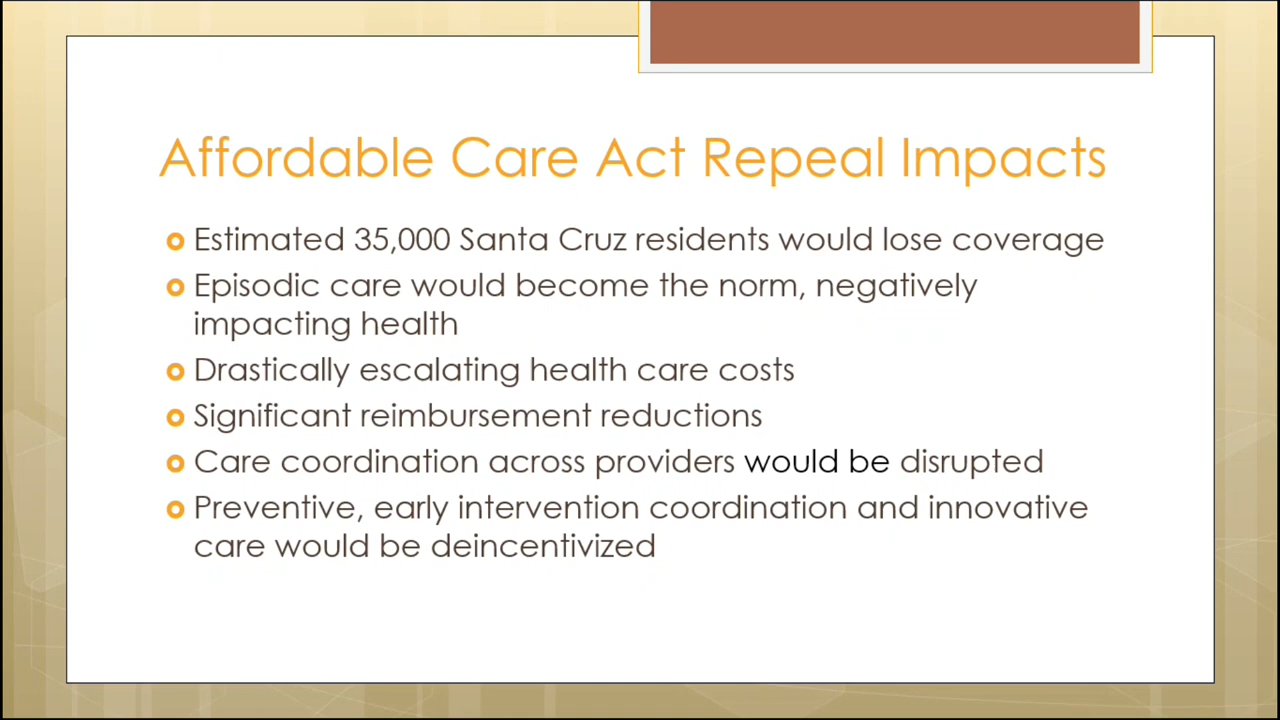 Affordable Care Act Repeal Impacts
Estimated 35,000 Santa Cruz residents would lose coverage
Episodic care would become the norm, negatively
impacting health
Drastically escalating health care costs
Significant reimbursement reductions
Care coordination across providers would be disrupted
Preventive, early intervention coordination and innovative
care would be deincentivized